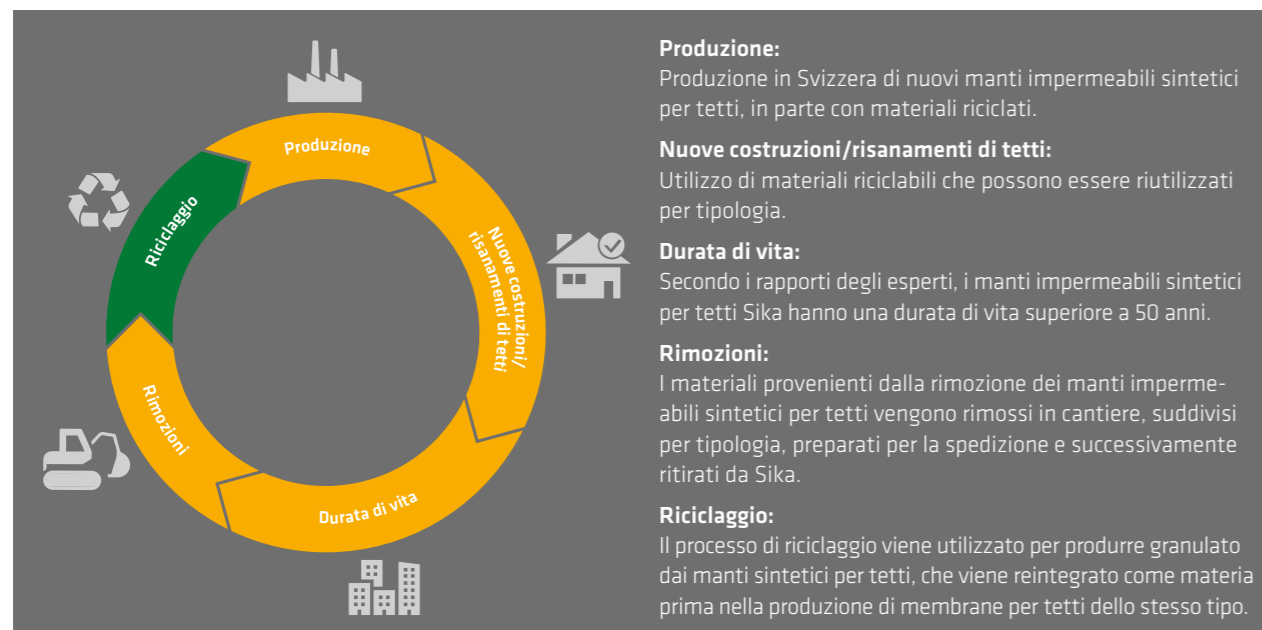 Produzione
Nuove costruzioni/
risanamenti di tetti
Durata di vita
Rimozioni
Riciclaggio
Produzione:
Produzione in Svizzera di nuovi manti impermeabili sintetici
per tetti, in parte con materiali riciclati.
Nuove costruzioni/risanamenti di tetti:
Utilizzo di materiali riciclabili che possono essere riutilizzati
per tipologia.
Durata di vita:
Secondo i rapporti degli esperti, i manti impermeabili sintetici
per tetti Sika hanno una durata di vita superiore a 50 anni.
Rimozioni:
I materiali provenienti dalla rimozione dei manti imperme-
abili sintetici per tetti vengono rimossi in cantiere, suddivisi
per tipologia, preparati per la spedizione e successivamente
ritirati da Sika.
Riciclaggio:
Il processo di riciclaggio viene utilizzato per produrre granulato
dai manti sintetici per tetti, che viene reintegrato come materia
prima nella produzione di membrane per tetti dello stesso tipo.